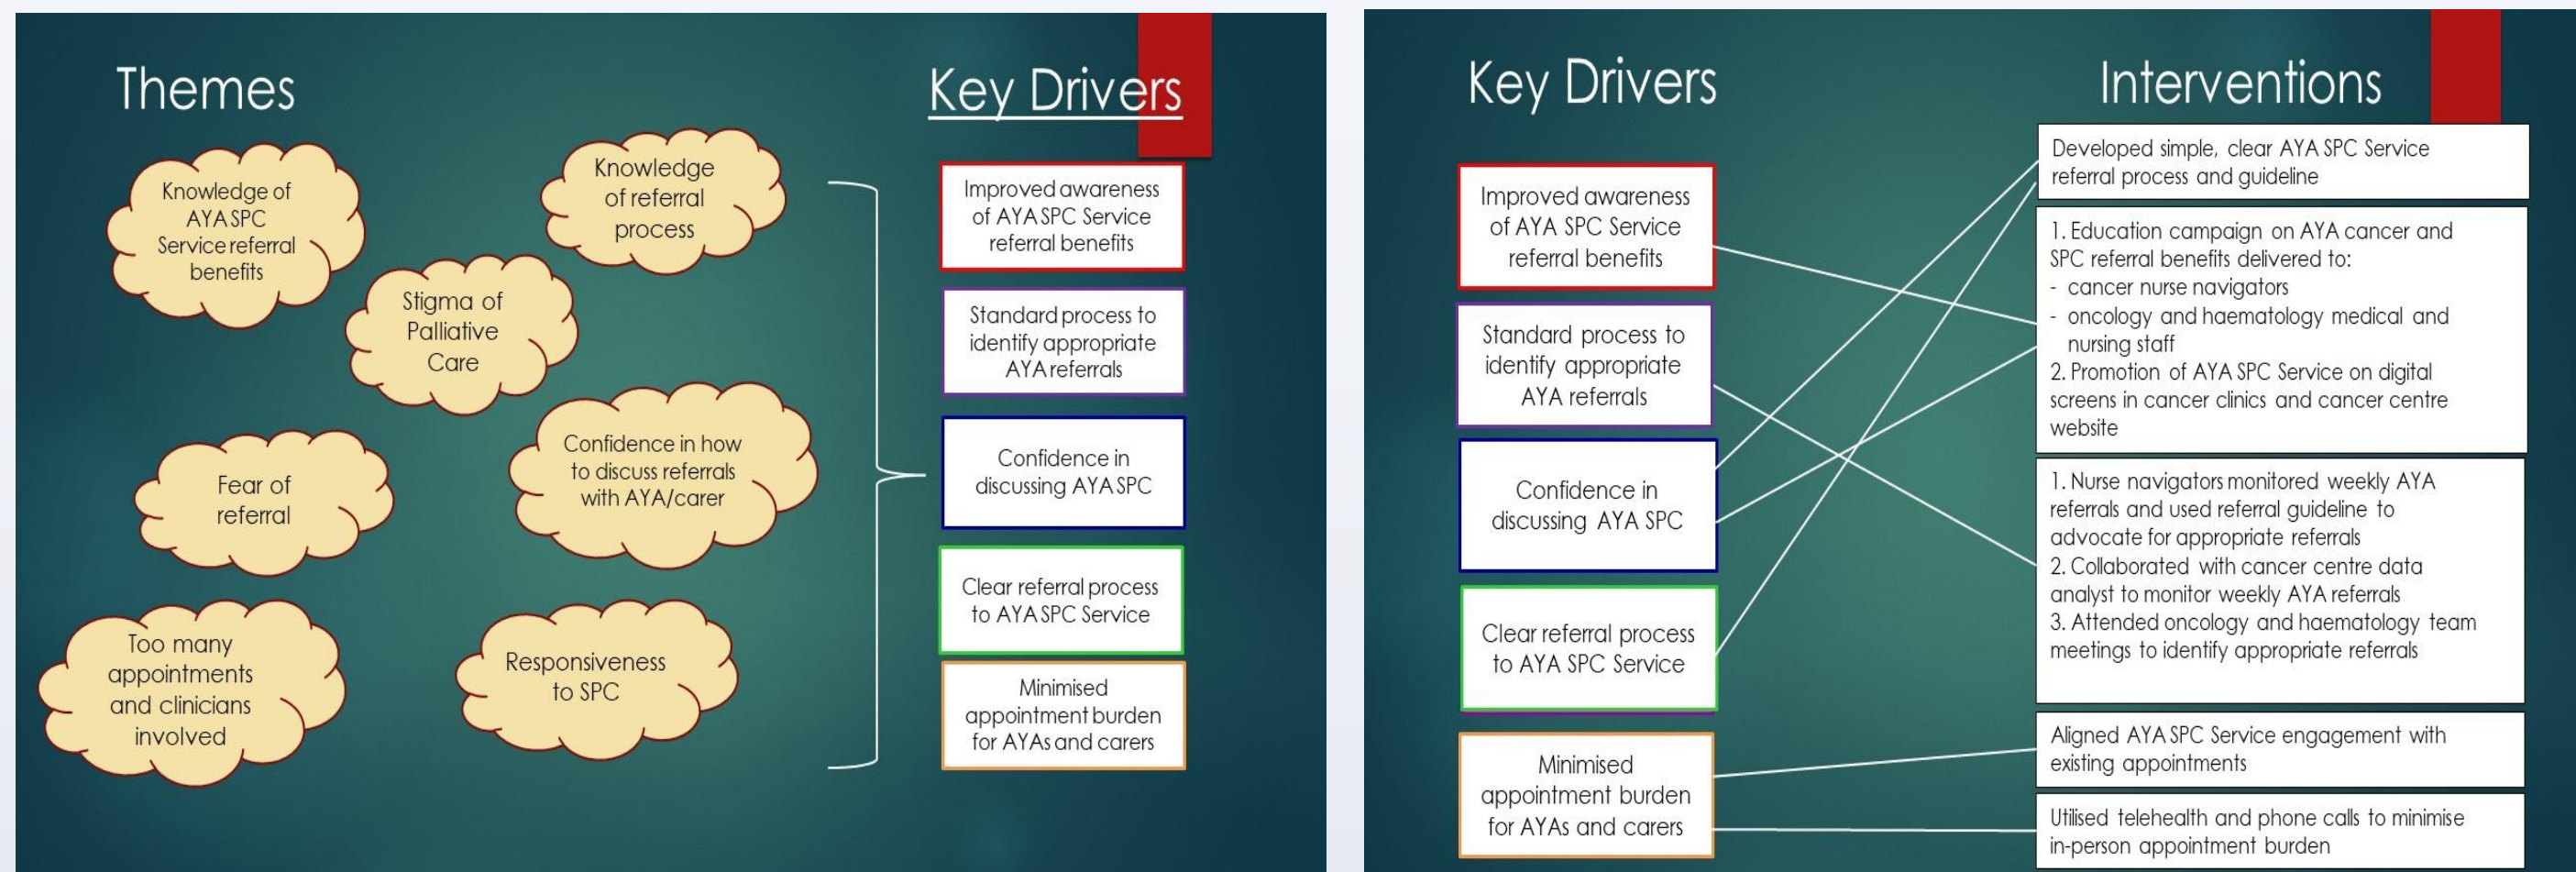 Themes
Knowledge of
AYA SPC
Service referral
benefits
Knowledge
of referral
process
Stigma of
Palliative
Care
Fear of
referral
Confidence in how
to discuss referrals
with AYA/carer
Too many
appointments
and clinicians
involved
Responsiveness
to SPC
Key Drivers
Improved awareness
of AYA SPC Service
referral benefits
Standard process to
identify appropriate
AYA referrals
Confidence in
discussing AYA SPC
Clear referral process
to AYA SPC Service
Minimised
appointment burden
for AYAs and carers
Key Drivers
Improved awareness
of AYA SPC Service
referral benefits
Standard process to
identify appropriate
AYA referrals
Confidence in
discussing AYA SPC
Clear referral process
to AYA SPC Service
Minimised
appointment burden
for AYAs and carers
Interventions
Developed simple, clear AYA SPC Service
referral process and guideline
1. Education campaign on AYA cancer and
SPC referral benefits delivered to:
- cancer nurse navigators
- oncology and haematology medical and
nursing staff
2. Promotion of AYA SPC Service on digital
screens in cancer clinics and cancer centre
website
1. Nurse navigators monitored weekly AYA
referrals and used referral guideline to
advocate for appropriate referrals
2. Collaborated with cancer centre data
analyst to monitor weekly AYA referrals
3. Attended oncology and haematology team
meetings to identify appropriate referrals
Aligned AYA SPC Service engagement with
existing appointments
Utilised telehealth and phone calls to minimise
in-person appointment burden